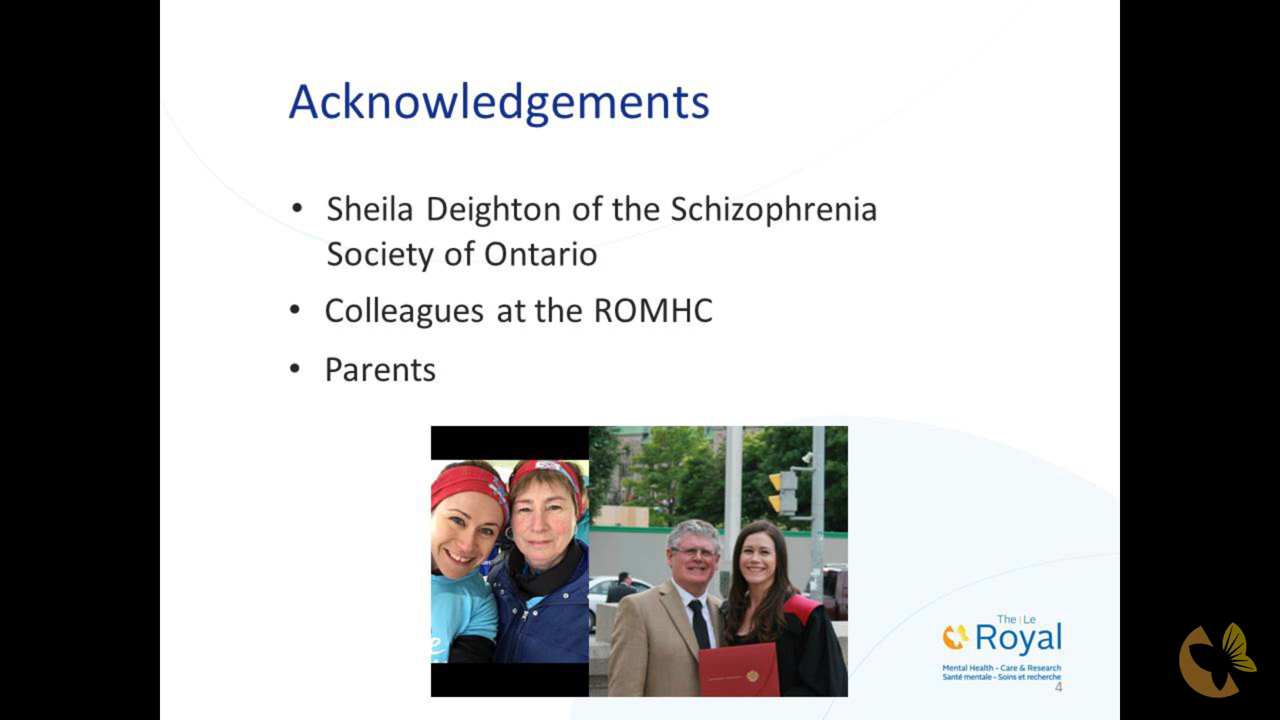 Acknowledgements
• Sheila Deighton of the Schizophrenia
Society of Ontario
• Colleagues at the ROMHC
• Parents
The | Le
Royal
Mental Health - Care & Research
Santé mentale - Soins et recherche
4